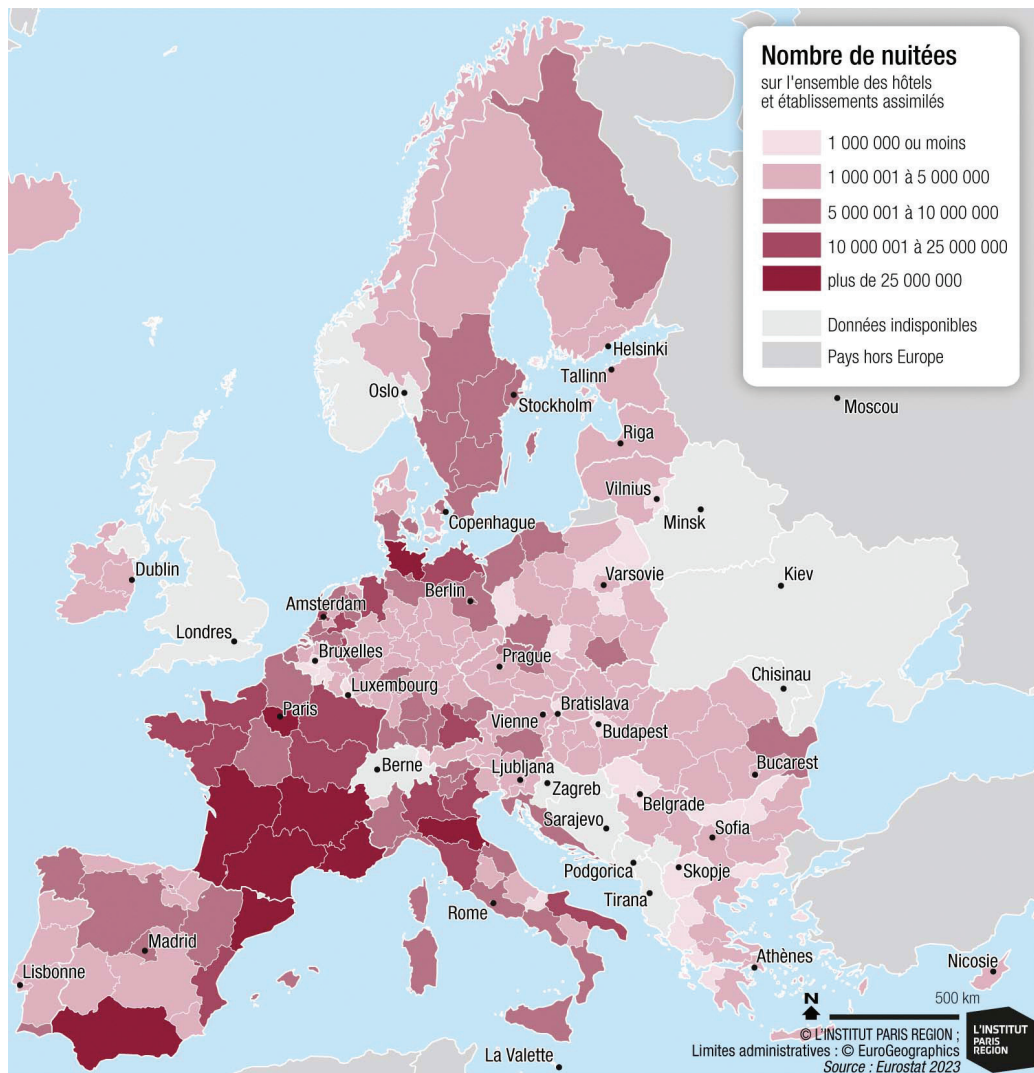 Nombre de nuitées
sur l'ensemble des hôtels
et établissements assimilés
1 000 000 ou moins
1 000 001 à 5 000 000
5 000 001 à 10 000 000
10 000 001 à 25 000 000
plus de 25 000 000
Données indisponibles
Pays hors Europe
Helsinki
Tallinn
Oslo
Stockholm
Moscou
Riga
Vilnius
Minsk
Copenhague
Dublin
Varsovie
Kiev
Berlin
Amsterdam
Londres
Bruxelles
Prague
Luxembourg
Chisinau
Paris
Vienne
Bratislava
Budapest
Berne
Ljubljana
Bucarest
Zagreb
Belgrade
Sarajevo
Sofia
Podgorica
Skopje
Tirana
Rome
Madrid
Athènes
Nicosie
Lisbonne
N
500 km
La Valette
© L'INSTITUT PARIS REGION ;
Limites administratives : © EuroGeographics
Source : Eurostat 2023
L'INSTITUT
PARIS
REGION